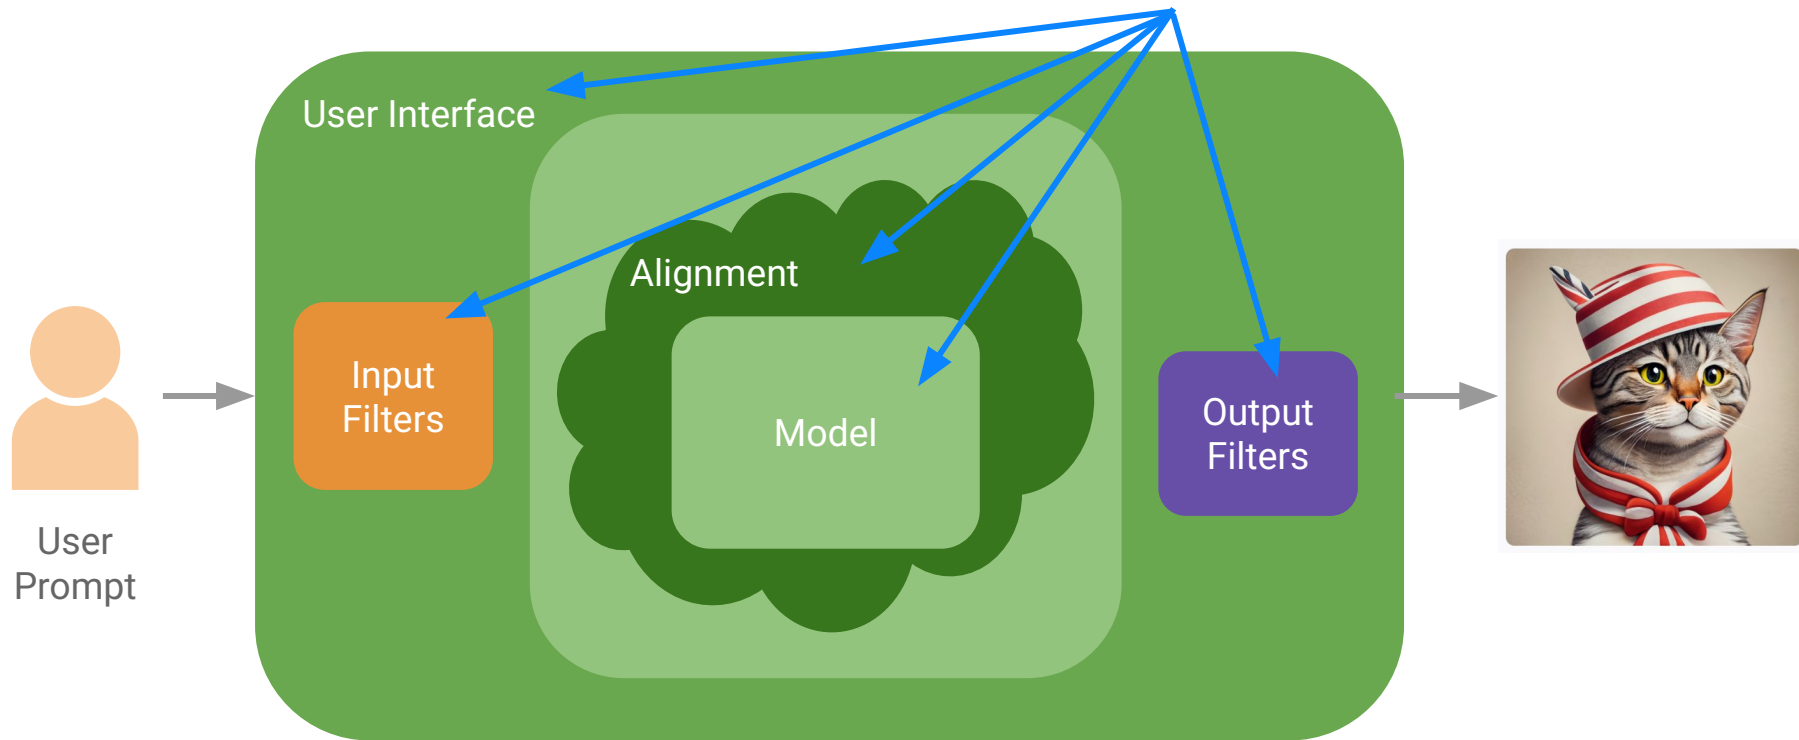 User Interface
Alignment
Input
Filters
Model
Output
Filters
User
Prompt